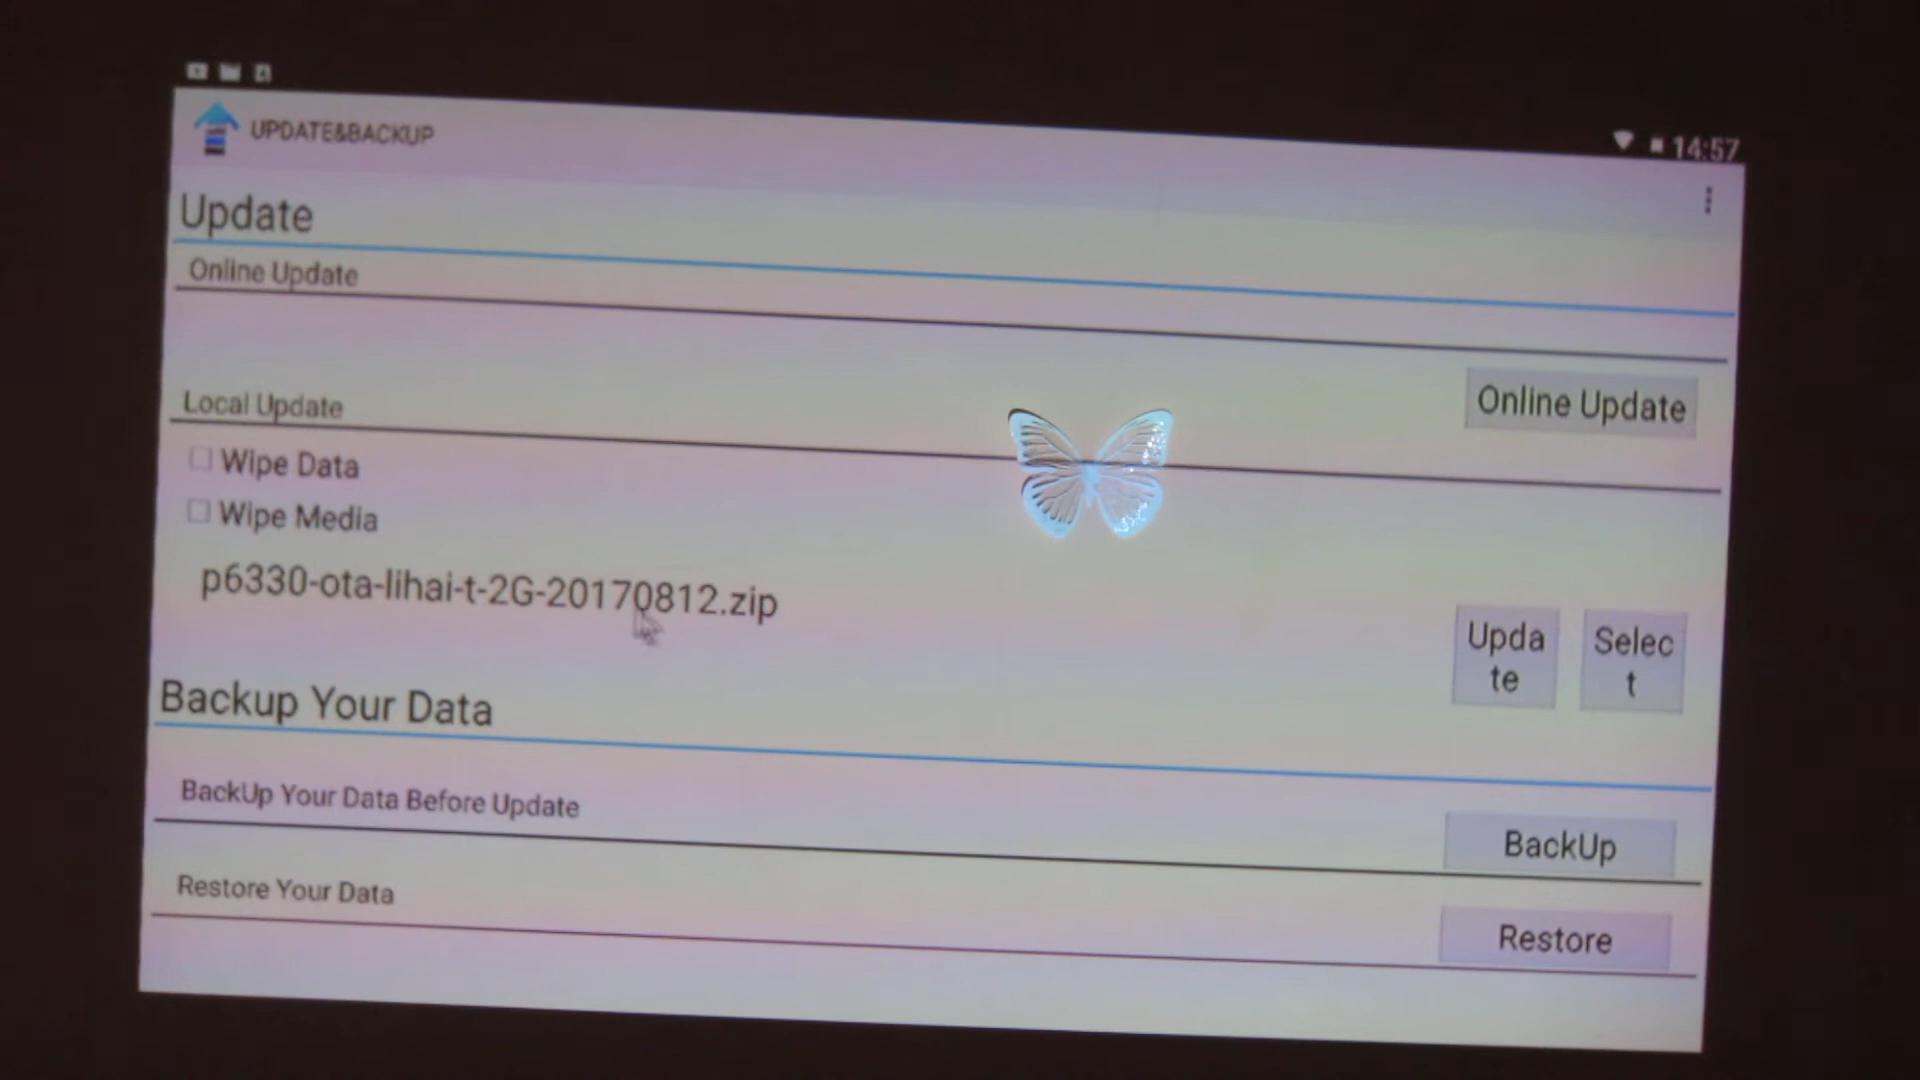 14:57
UPDATE&BACKUP
Update
Online Update
Online Update
Local Update
Wipe Data
Wipe Media
p6330-ota-lihai-t-2G-20170812.zip
Upda
te
Selec
t
Backup Your Data
BackUp Your Data Before Update
BackUp
Restore Your Data
Restore